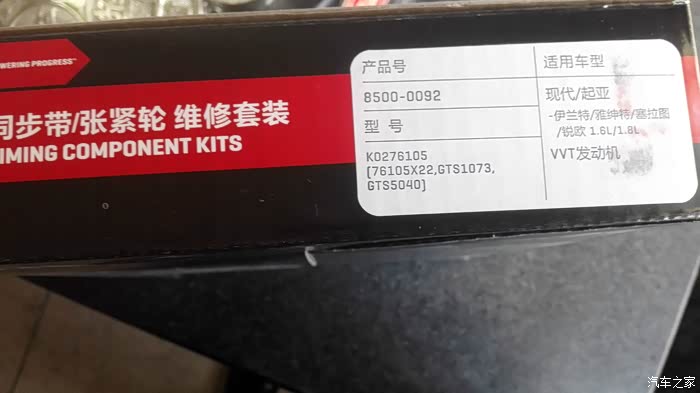 WERING PROGRESS™
同步带/张紧轮 维修套装
IMING COMPONENT KITS
产品号
8500-0092
型 号
K0276105
(76105X22,GTS1073,
GTS5040)
适用车型
现代/起亚
-伊兰特/雅绅特/塞拉图
/锐欧 1.6L/1.8L
VVT发动机
汽车之家